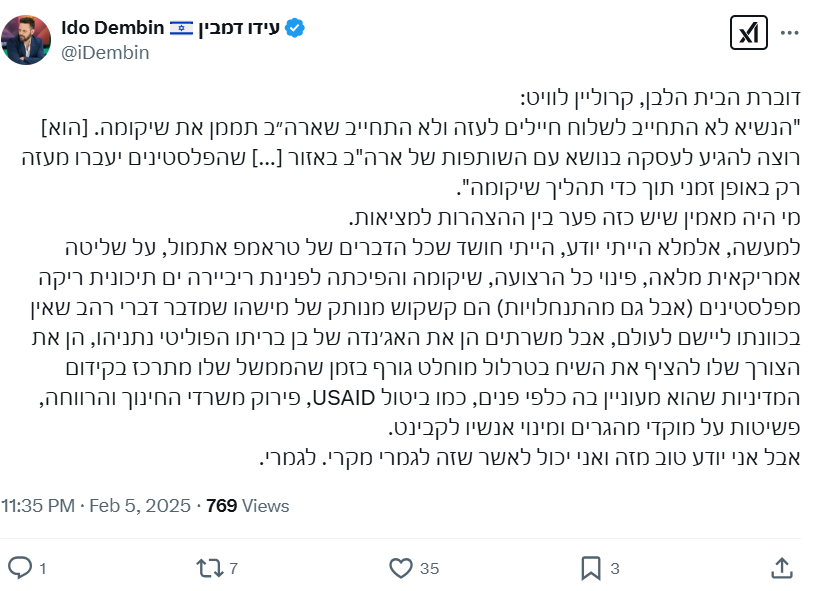 Ido Dembin עידו דמבין
@iDembin
דוברת הבית הלבן, קרוליין לוויט:
"הנשיא לא התחייב לשלוח חיילים לעזה ולא התחייב שארה״ב תממן את שיקומה. [הוא]
רוצה להגיע לעסקה בנושא עם השותפות של ארה"ב באזור [...] שהפלסטינים יעברו מעזה
רק באופן זמני תוך כדי תהליך שיקומה".
מי היה מאמין שיש כזה פער בין ההצהרות למציאות.
למעשה, אלמלא הייתי יודע, הייתי חושד שכל הדברים של טראמפ אתמול, על שליטה
אמריקאית מלאה, פינוי כל הרצועה, שיקומה והפיכתה לפנינת ריביירה ים תיכונית ריקה
מפלסטינים (אבל גם מהתנחלויות) הם קשקוש מנותק של מישהו שמדבר דברי רהב שאין
בכוונתו ליישם לעולם, אבל משרתים הן את האג'נדה של בן בריתו הפוליטי נתניהו, הן את
הצורך שלו להציף את השיח בטרלול מוחלט גורף בזמן שהממשל שלו מתרכז בקידום
המדיניות שהוא מעוניין בה כלפי פנים, כמו ביטול USAID, פירוק משרדי החינוך והרווחה,
פשיטות על מוקדי מהגרים ומינוי אנשיו לקבינט.
אבל אני יודע טוב מזה ואני יכול לאשר שזה לגמרי מקרי. לגמרי.
11:35 PM · Feb 5, 2025 · 769 Views
1 7 35 3